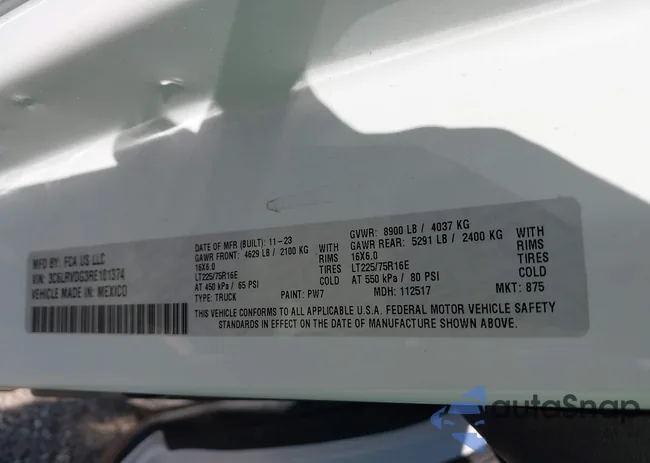 MFD BY: FCA US LLC
VIN: 3C6LRVDG3RE101374
VEHICLE MADE IN: MEXICO
DATE OF MFR (BUILT): 11-23
GAWR FRONT: 4629 LB / 2100 KG WITH
16X6.0 RIMS
LT225/75R16E TIRES
AT 450 kPa / 65 PSI COLD
TYPE: TRUCK PAINT: PW7
GVWR: 8900 LB / 4037 KG
GAWR REAR: 5291 LB / 2400 KG WITH
16X6.0 RIMS
LT225/75R16E TIRES
AT 550 kPa / 80 PSI COLD
MDH: 112517 MKT: 875
THIS VEHICLE CONFORMS TO ALL APPLICABLE U.S.A. FEDERAL MOTOR VEHICLE SAFETY
STANDARDS IN EFFECT ON THE DATE OF MANUFACTURE SHOWN ABOVE.
autoSnap